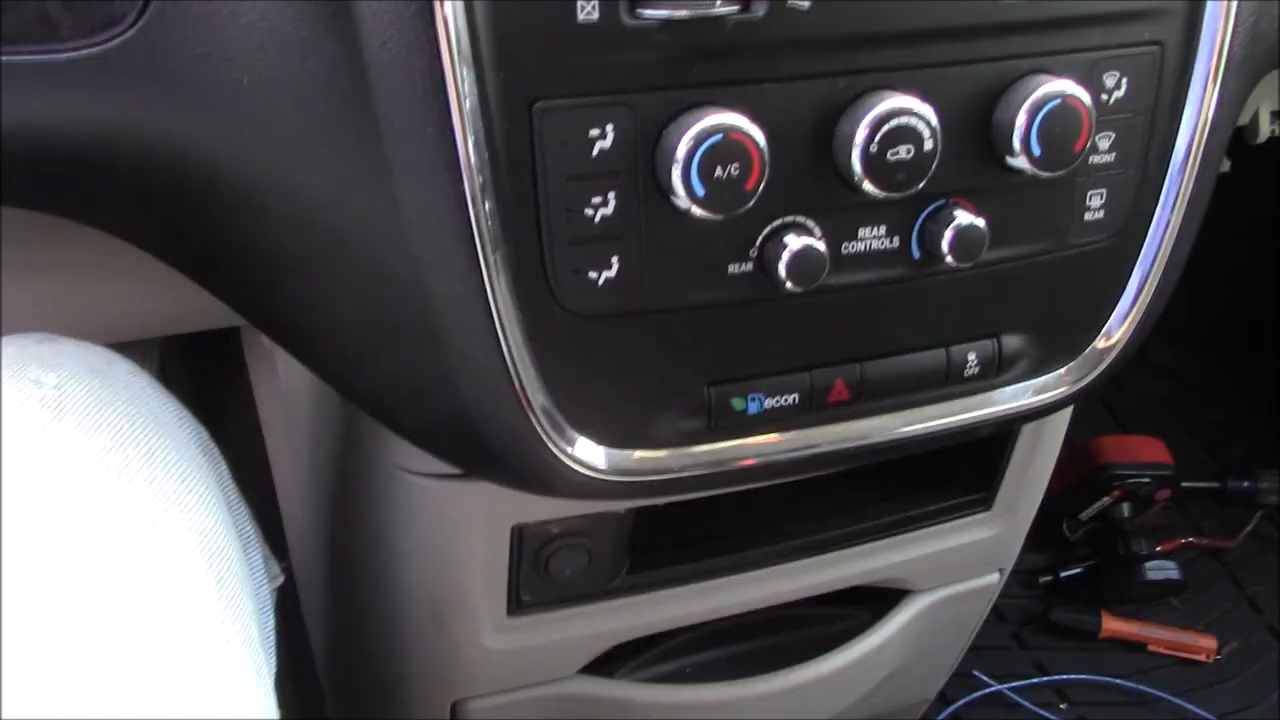 A/C
FRONT
REAR
REAR
CONTROLS
REAR
econ
OFF